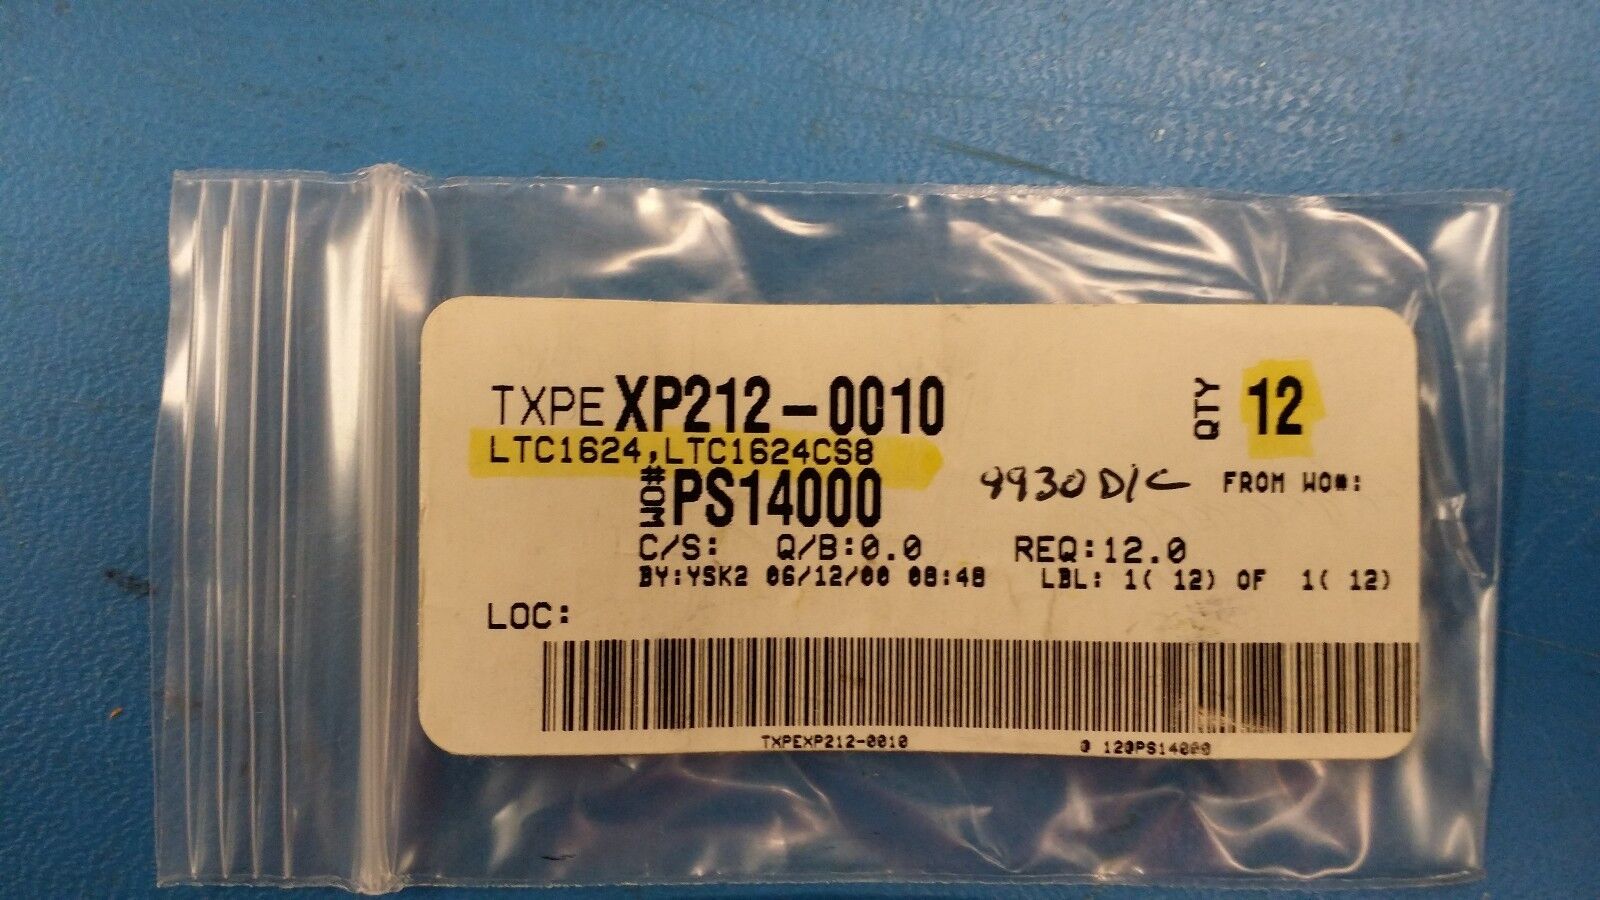 TXPE XP212-0010 QTY 12
LTC1624,LTC1624CS8
WO# PS14000 9930 D/C FROM WO#:
C/S: Q/B:0.0 REQ:12.0
BY:YSK2 06/12/00 08:48 LBL: 1( 12) OF 1( 12)
LOC:
TXPEXP212-0010 0 120PS14000